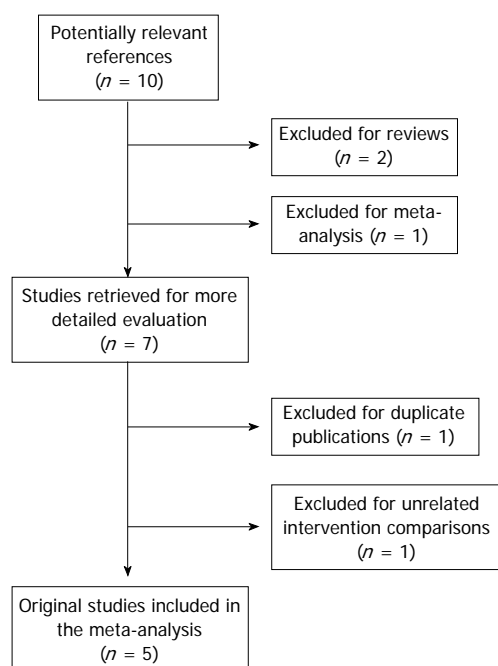 Potentially relevant
references
(n = 10)
Excluded for reviews
(n = 2)
Excluded for meta-
analysis (n = 1)
Studies retrieved for more
detailed evaluation
(n = 7)
Excluded for duplicate
publications (n = 1)
Excluded for unrelated
intervention comparisons
(n = 1)
Original studies included in
the meta-analysis
(n = 5)